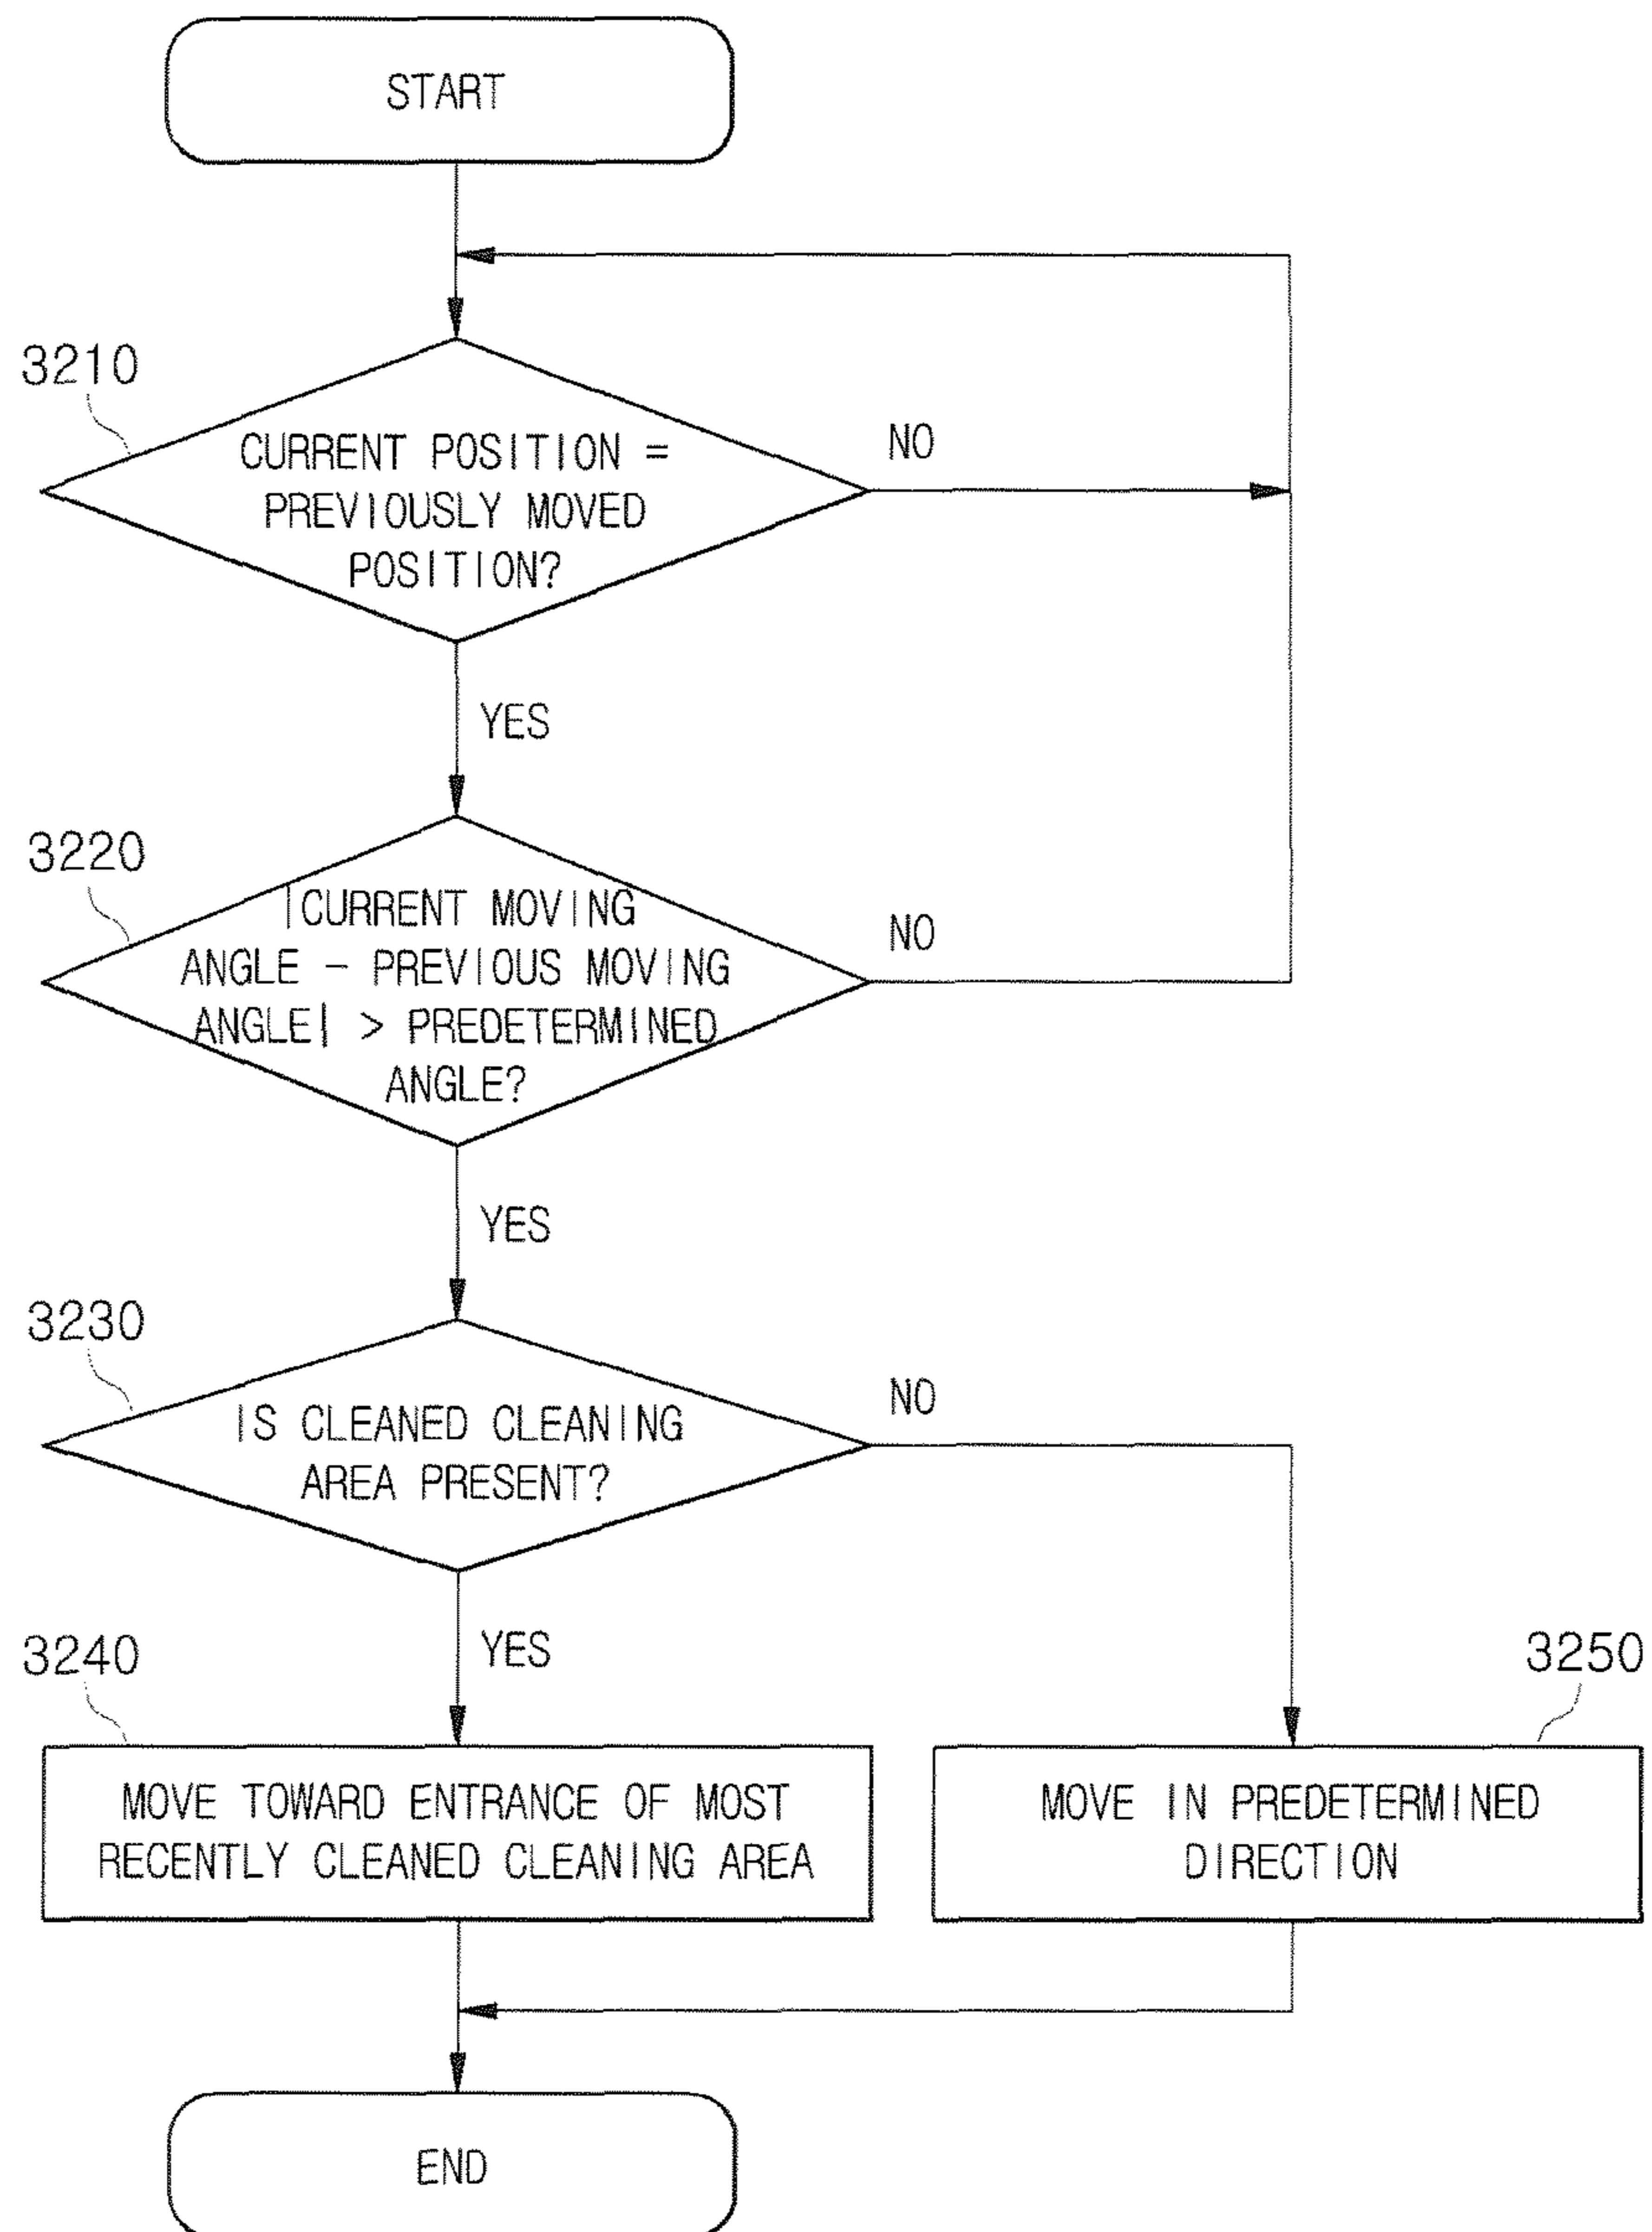 START
3210
CURRENT POSITION =
PREVIOUSLY MOVED
POSITION?
NO
YES
3220
|CURRENT MOVING
ANGLE - PREVIOUS MOVING
ANGLE| > PREDETERMINED
ANGLE?
NO
YES
3230
IS CLEANED CLEANING
AREA PRESENT?
NO
YES
3240
MOVE TOWARD ENTRANCE OF MOST
RECENTLY CLEANED CLEANING AREA
3250
MOVE IN PREDETERMINED
DIRECTION
END